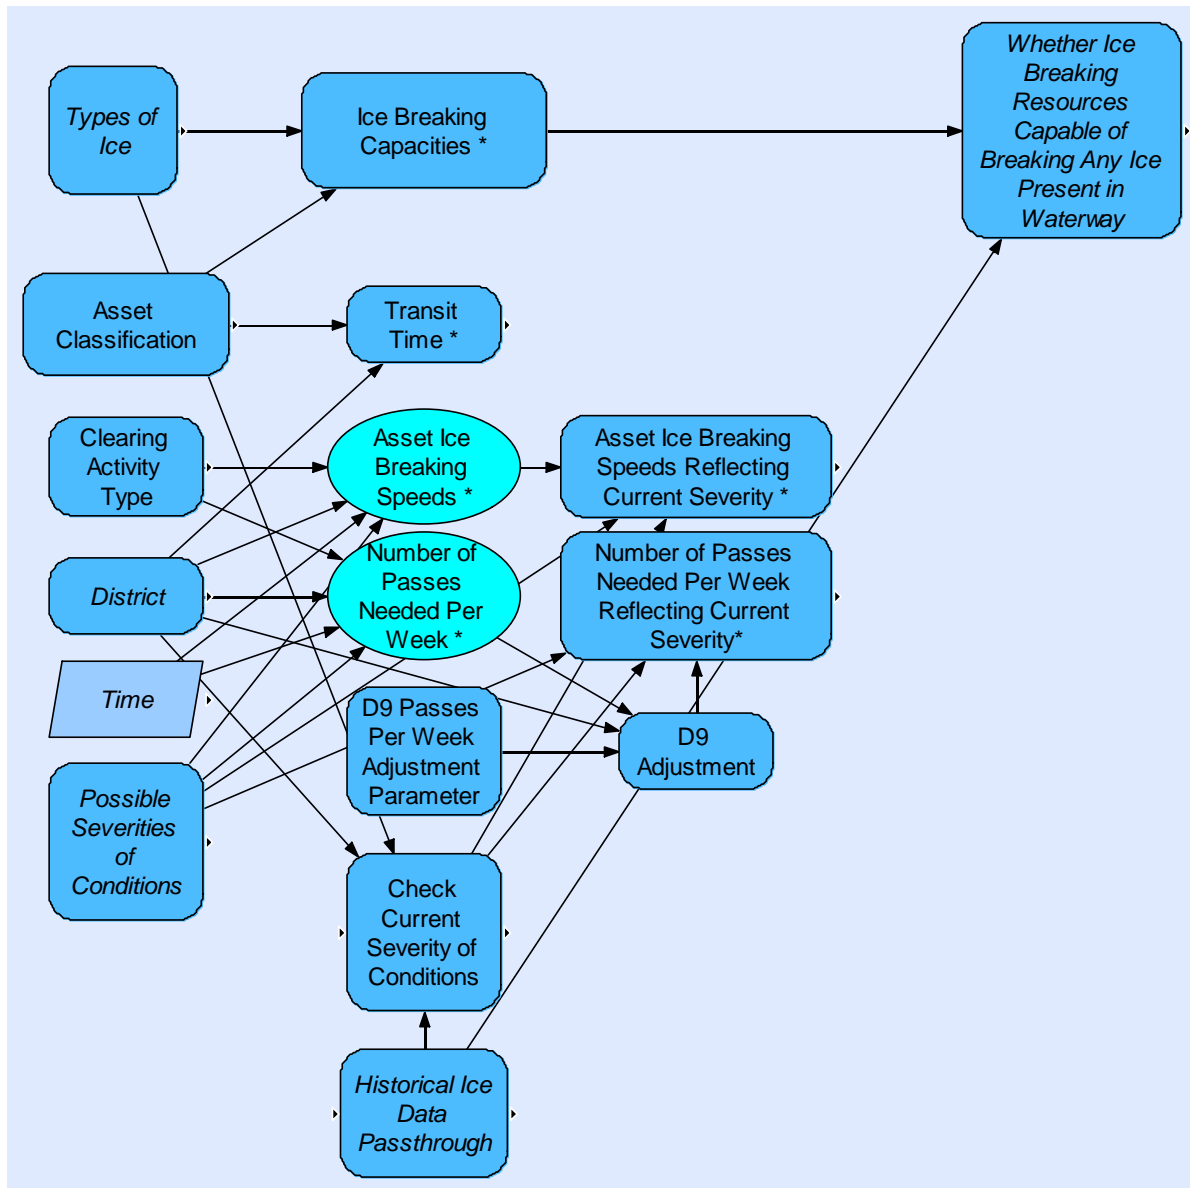 Types of
Ice
Ice Breaking
Capacities *
Whether Ice
Breaking
Resources
Capable of
Breaking Any Ice
Present in
Waterway
Asset
Classification
Transit
Time *
Clearing
Activity
Type
Asset Ice
Breaking
Speeds *
Asset Ice Breaking
Speeds Reflecting
Current Severity *
District
Number of
Passes
Needed Per
Week *
Number of Passes
Needed Per Week
Reflecting Current
Severity*
Time
D9 Passes
Per Week
Adjustment
Parameter
D9
Adjustment
Possible
Severities
of
Conditions
Check
Current
Severity of
Conditions
Historical Ice
Data
Passthrough